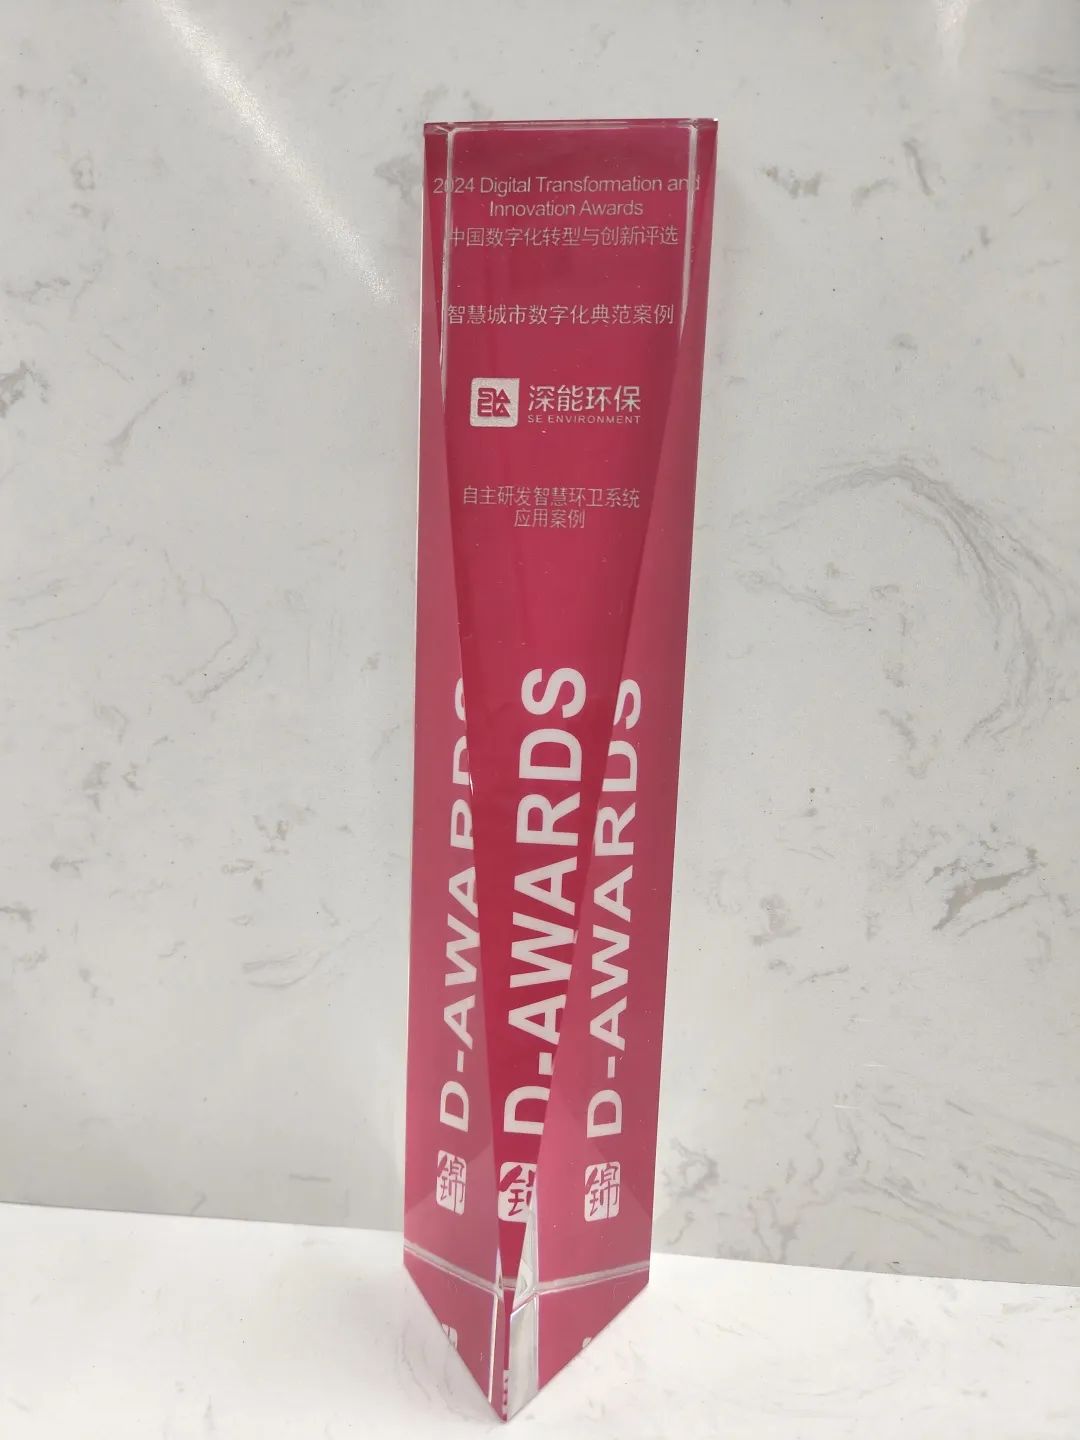 2024 Digital Transformation and
Innovation Awards
中国数字化转型与创新评选
智慧城市数字化典范案例
深能环保
SE ENVIRONMENT
自主研发智慧环卫系统
应用案例
D-AWARDS
D-AWARDS
D-AWARDS
锦
锦
锦